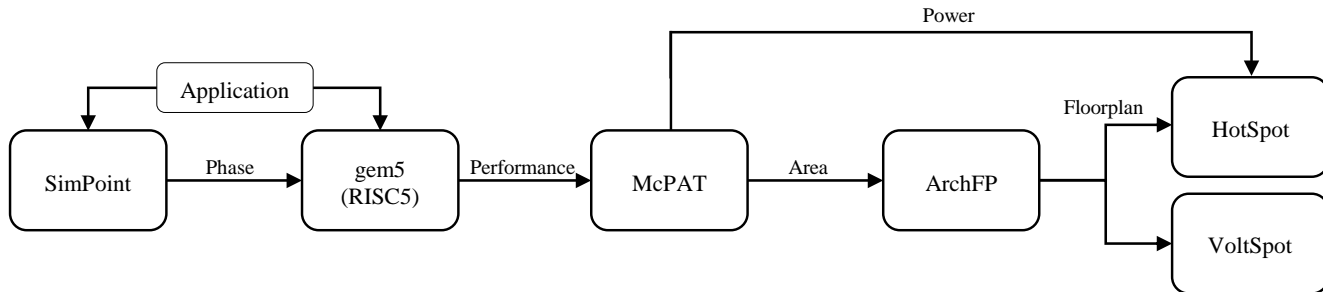 Power
Application
Floorplan
HotSpot
SimPoint
Phase
gem5
(RISC5)
Performance
McPAT
Area
ArchFP
VoltSpot